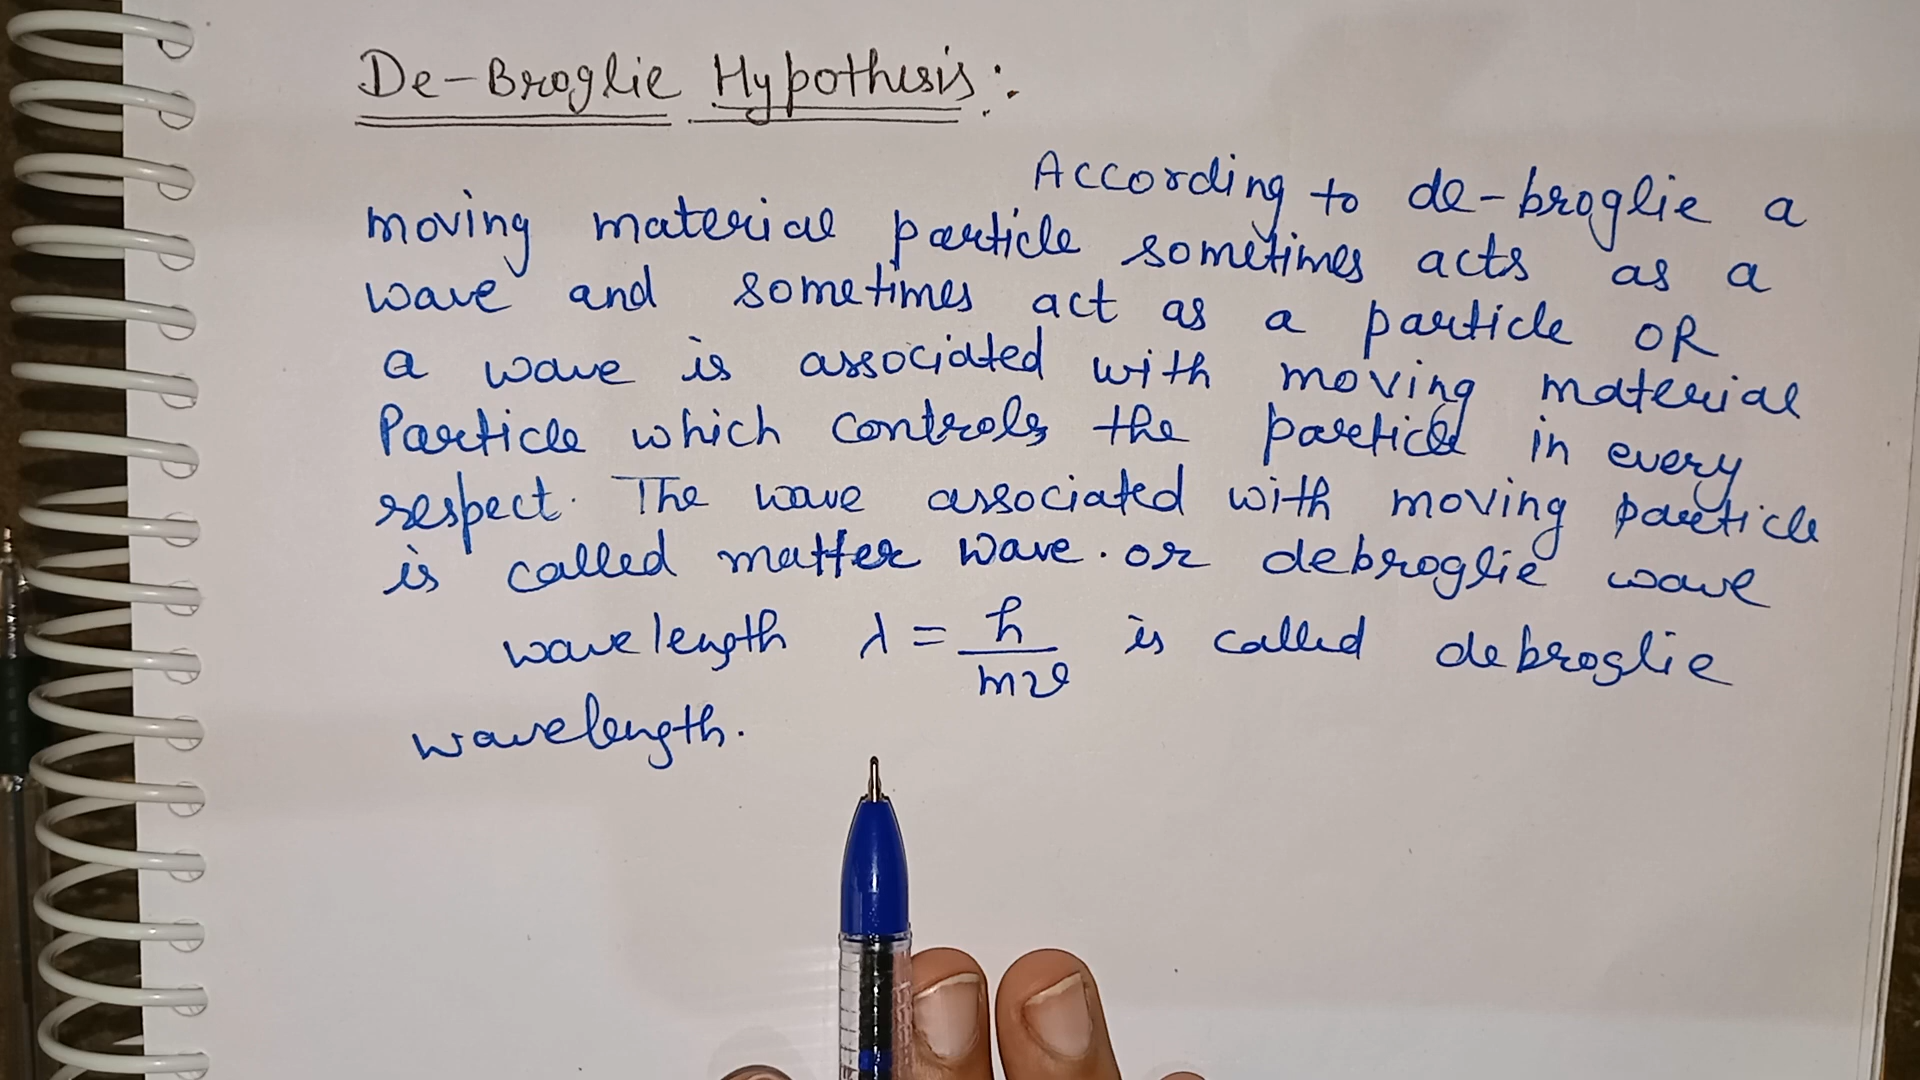 De-Broglie Hypothesis:
According to de-broglie a
moving material particle sometimes acts as a
wave and sometimes act as a particle OR
a wave is associated with moving material
Particle which controls the particle in every
respect. The wave associated with moving particle
is called matter wave. or debroglie wave
wavelength λ = ħ/mv is called debroglie
wavelength.